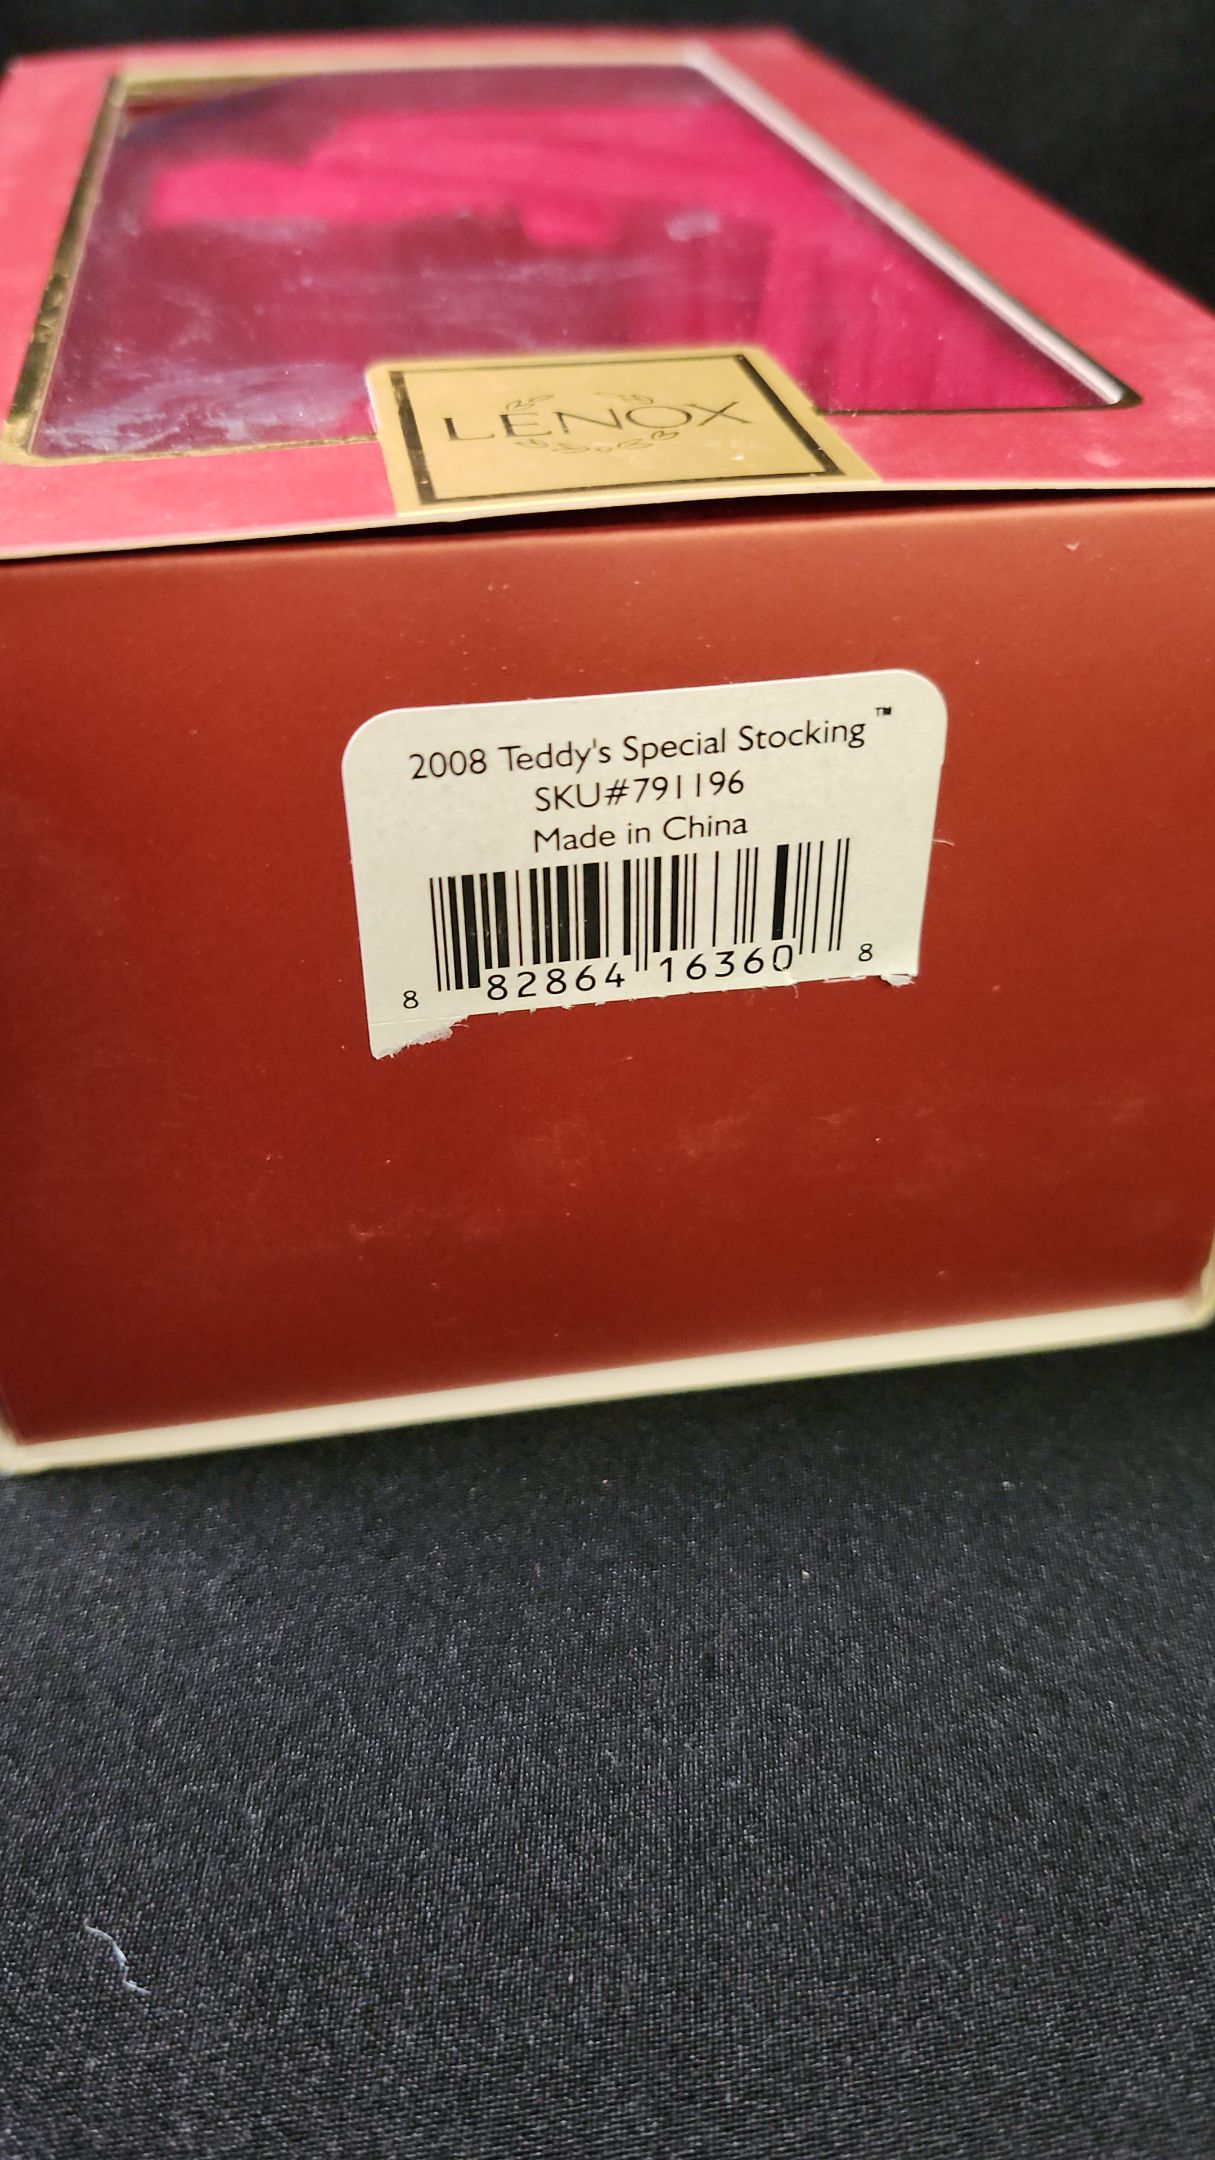 LENOX
2008 Teddy's Special Stocking™
SKU#791196
Made in China
8 82864 16360 8